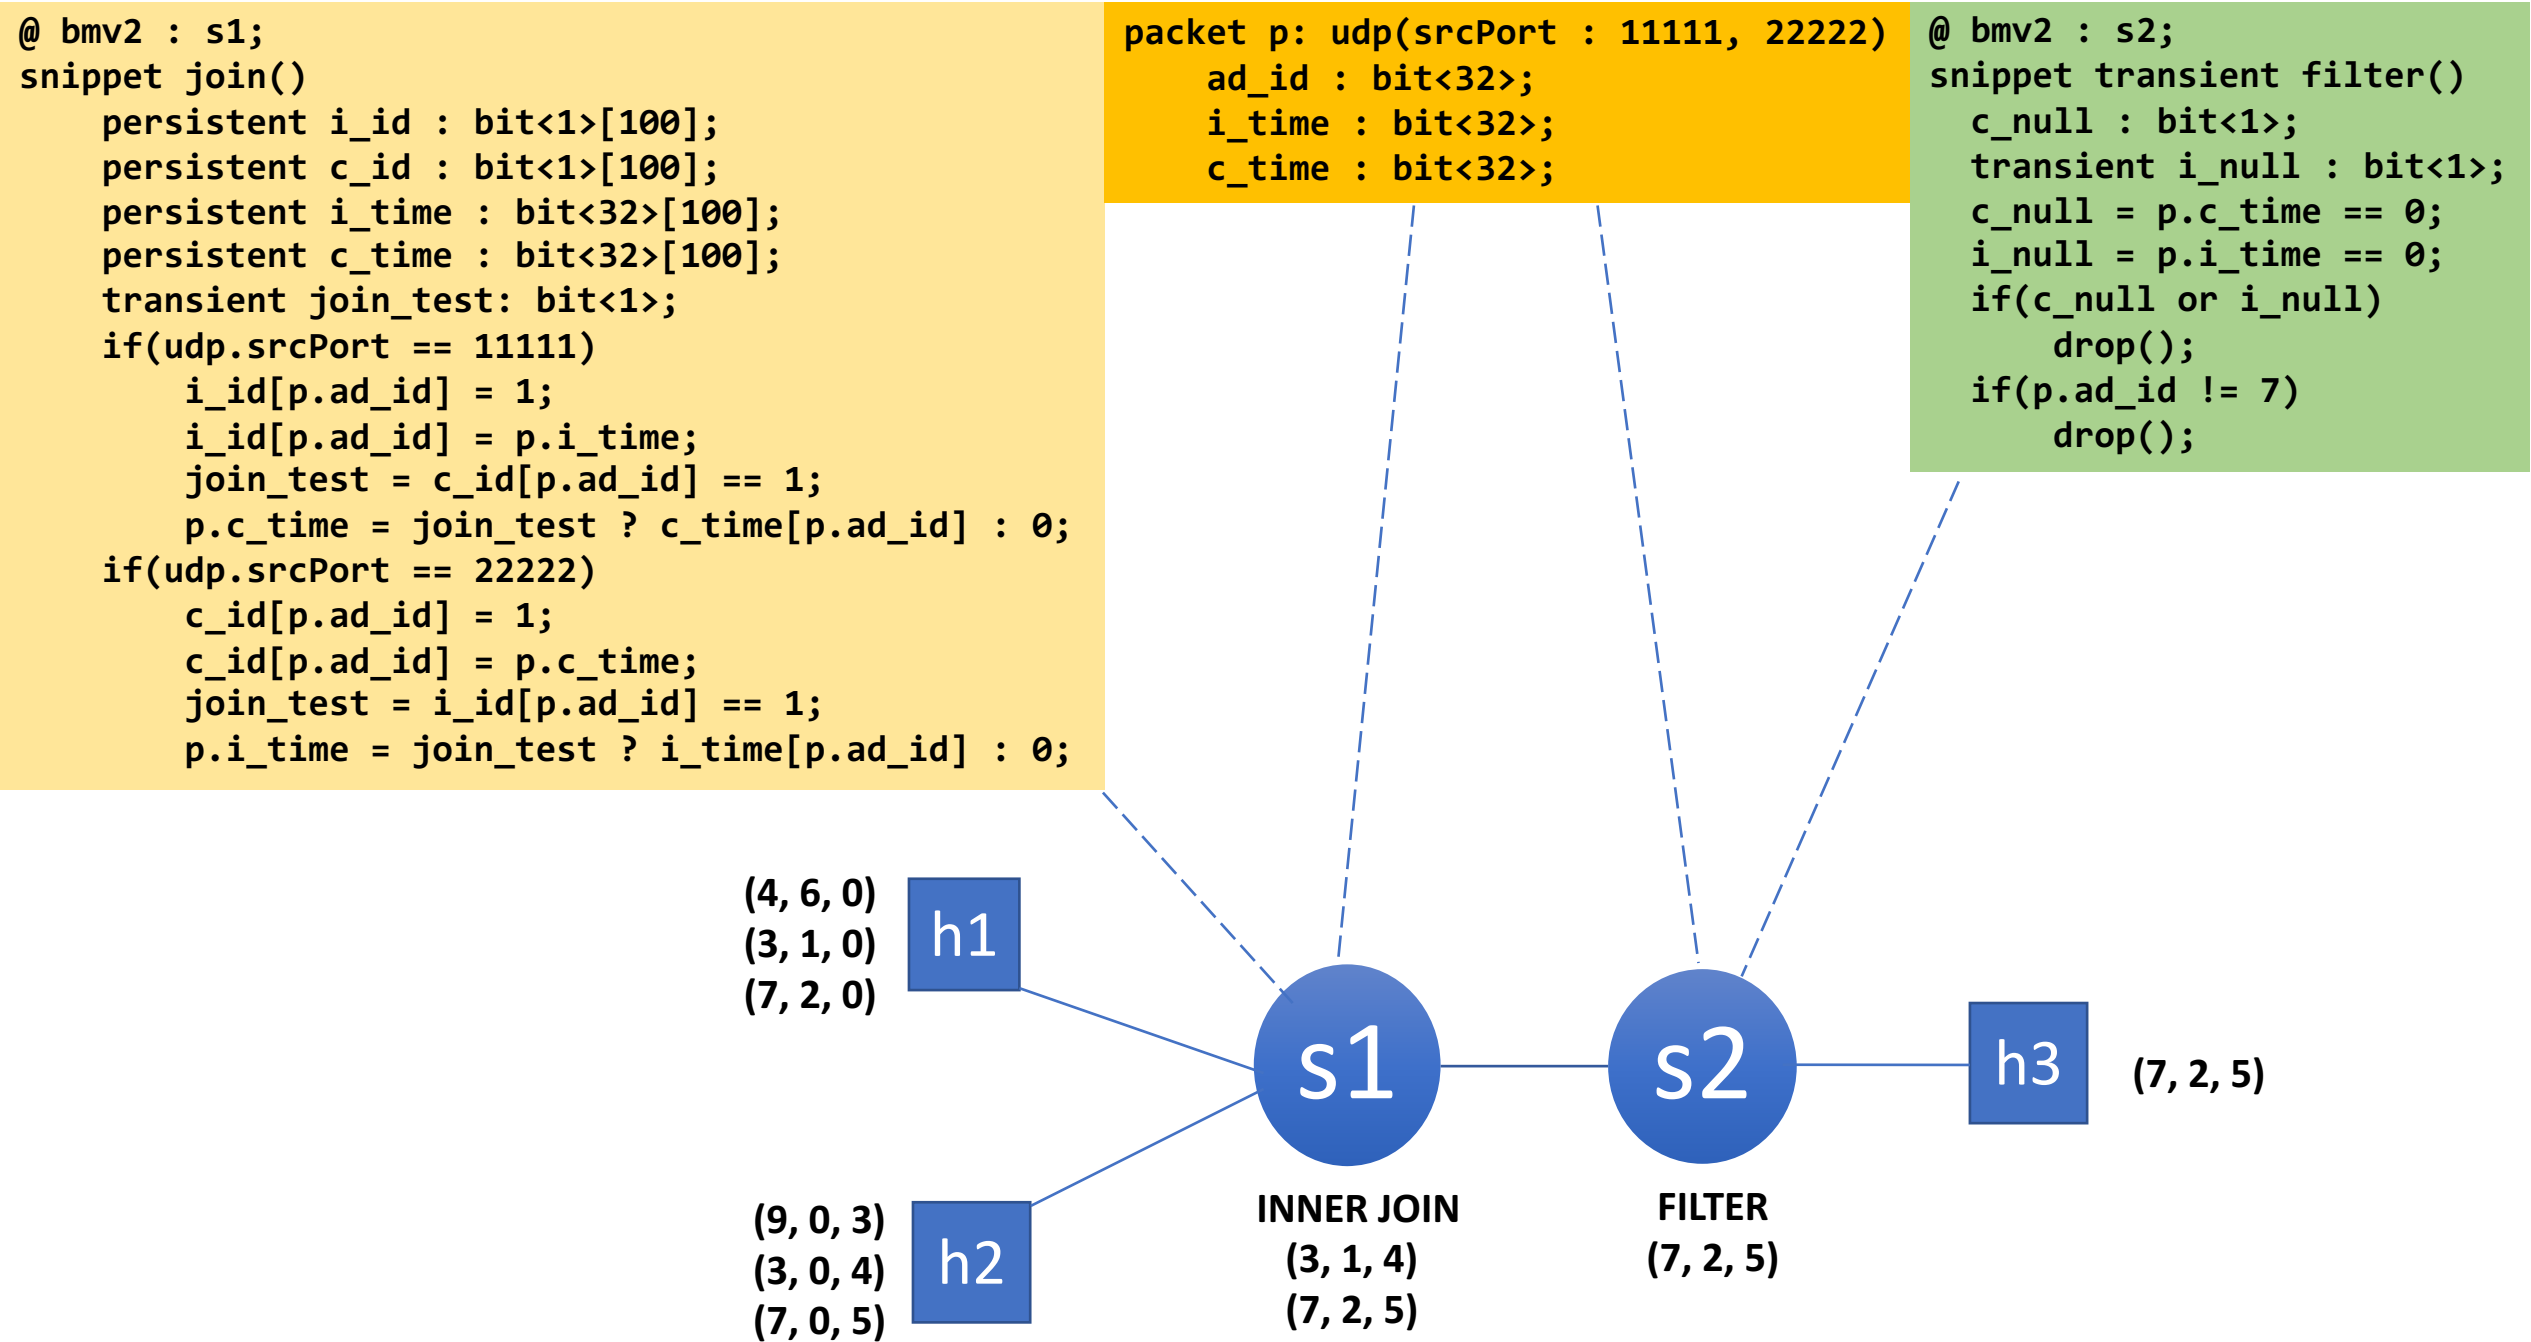 @ bmv2 : s1;
snippet join()
persistent i_id : bit<1>[100];
persistent c_id : bit<1>[100];
persistent i_time : bit<32>[100];
persistent c_time : bit<32>[100];
transient join_test: bit<1>;
if(udp.srcPort == 11111)
i_id[p.ad_id] = 1;
i_id[p.ad_id] = p.i_time;
join_test = c_id[p.ad_id] == 1;
p.c_time = join_test ? c_time[p.ad_id] : 0;
if(udp.srcPort == 22222)
c_id[p.ad_id] = 1;
c_id[p.ad_id] = p.c_time;
join_test = i_id[p.ad_id] == 1;
p.i_time = join_test ? i_time[p.ad_id] : 0;
packet p: udp(srcPort : 11111, 22222)
ad_id : bit<32>;
i_time : bit<32>;
c_time : bit<32>;
@ bmv2 : s2;
snippet transient filter()
c_null : bit<1>;
transient i_null : bit<1>;
c_null = p.c_time == 0;
i_null = p.i_time == 0;
if(c_null or i_null)
drop();
if(p.ad_id != 7)
drop();
(4, 6, 0)
(3, 1, 0)
(7, 2, 0)
h1
(9, 0, 3)
(3, 0, 4)
(7, 0, 5)
h2
s1
INNER JOIN
(3, 1, 4)
(7, 2, 5)
s2
FILTER
(7, 2, 5)
h3
(7, 2, 5)